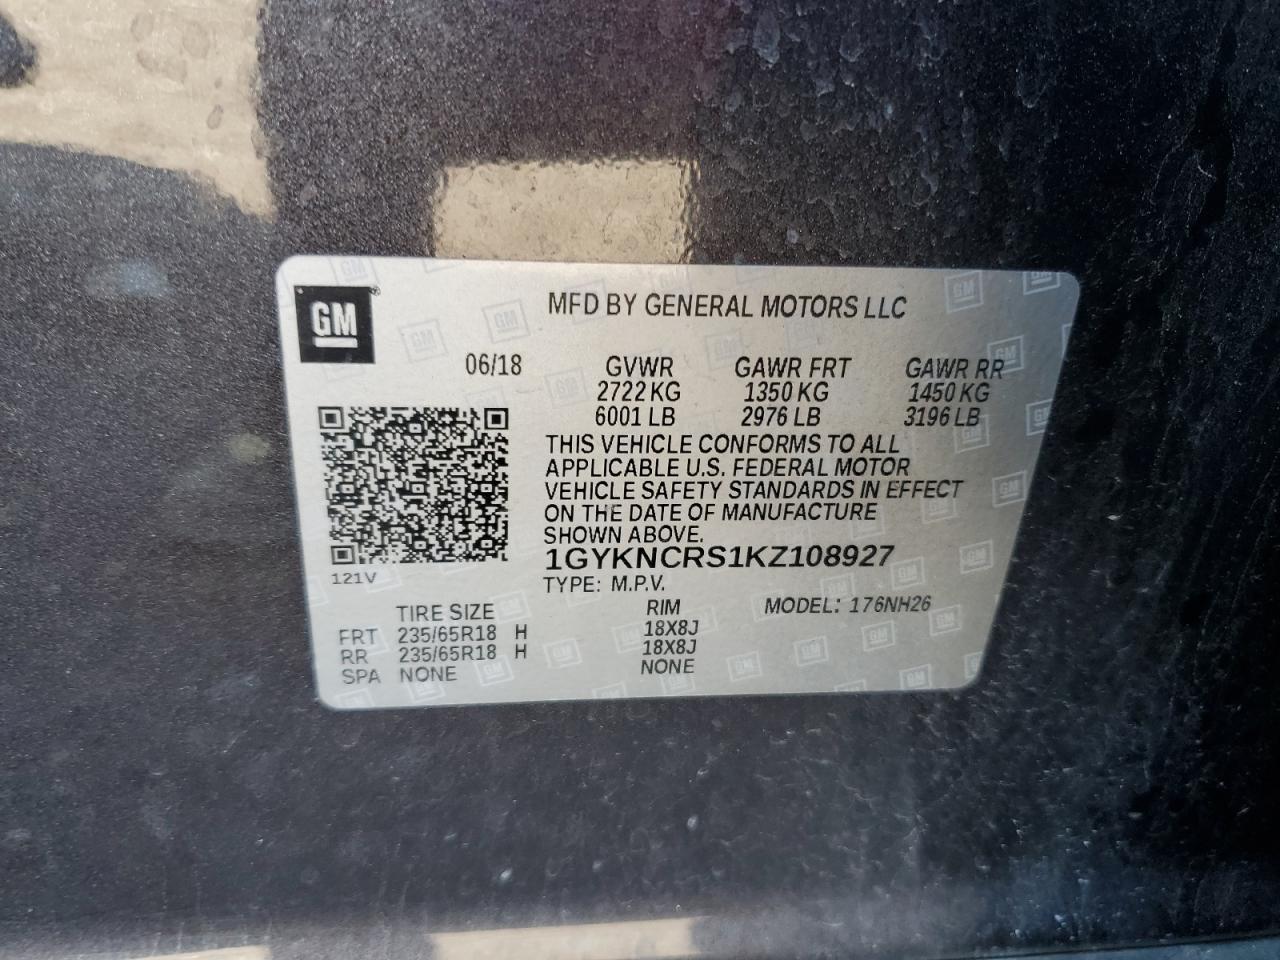 GM
MFD BY GENERAL MOTORS LLC
06/18 GVWR GAWR FRT GAWR RR
2722 KG 1350 KG 1450 KG
6001 LB 2976 LB 3196 LB
THIS VEHICLE CONFORMS TO ALL
APPLICABLE U.S. FEDERAL MOTOR
VEHICLE SAFETY STANDARDS IN EFFECT
ON THE DATE OF MANUFACTURE
SHOWN ABOVE.
1GYKNCRS1KZ108927
121V
TYPE: M.P.V.
TIRE SIZE RIM MODEL: 176NH26
FRT 235/65R18 H 18X8J
RR 235/65R18 H 18X8J
SPA NONE NONE